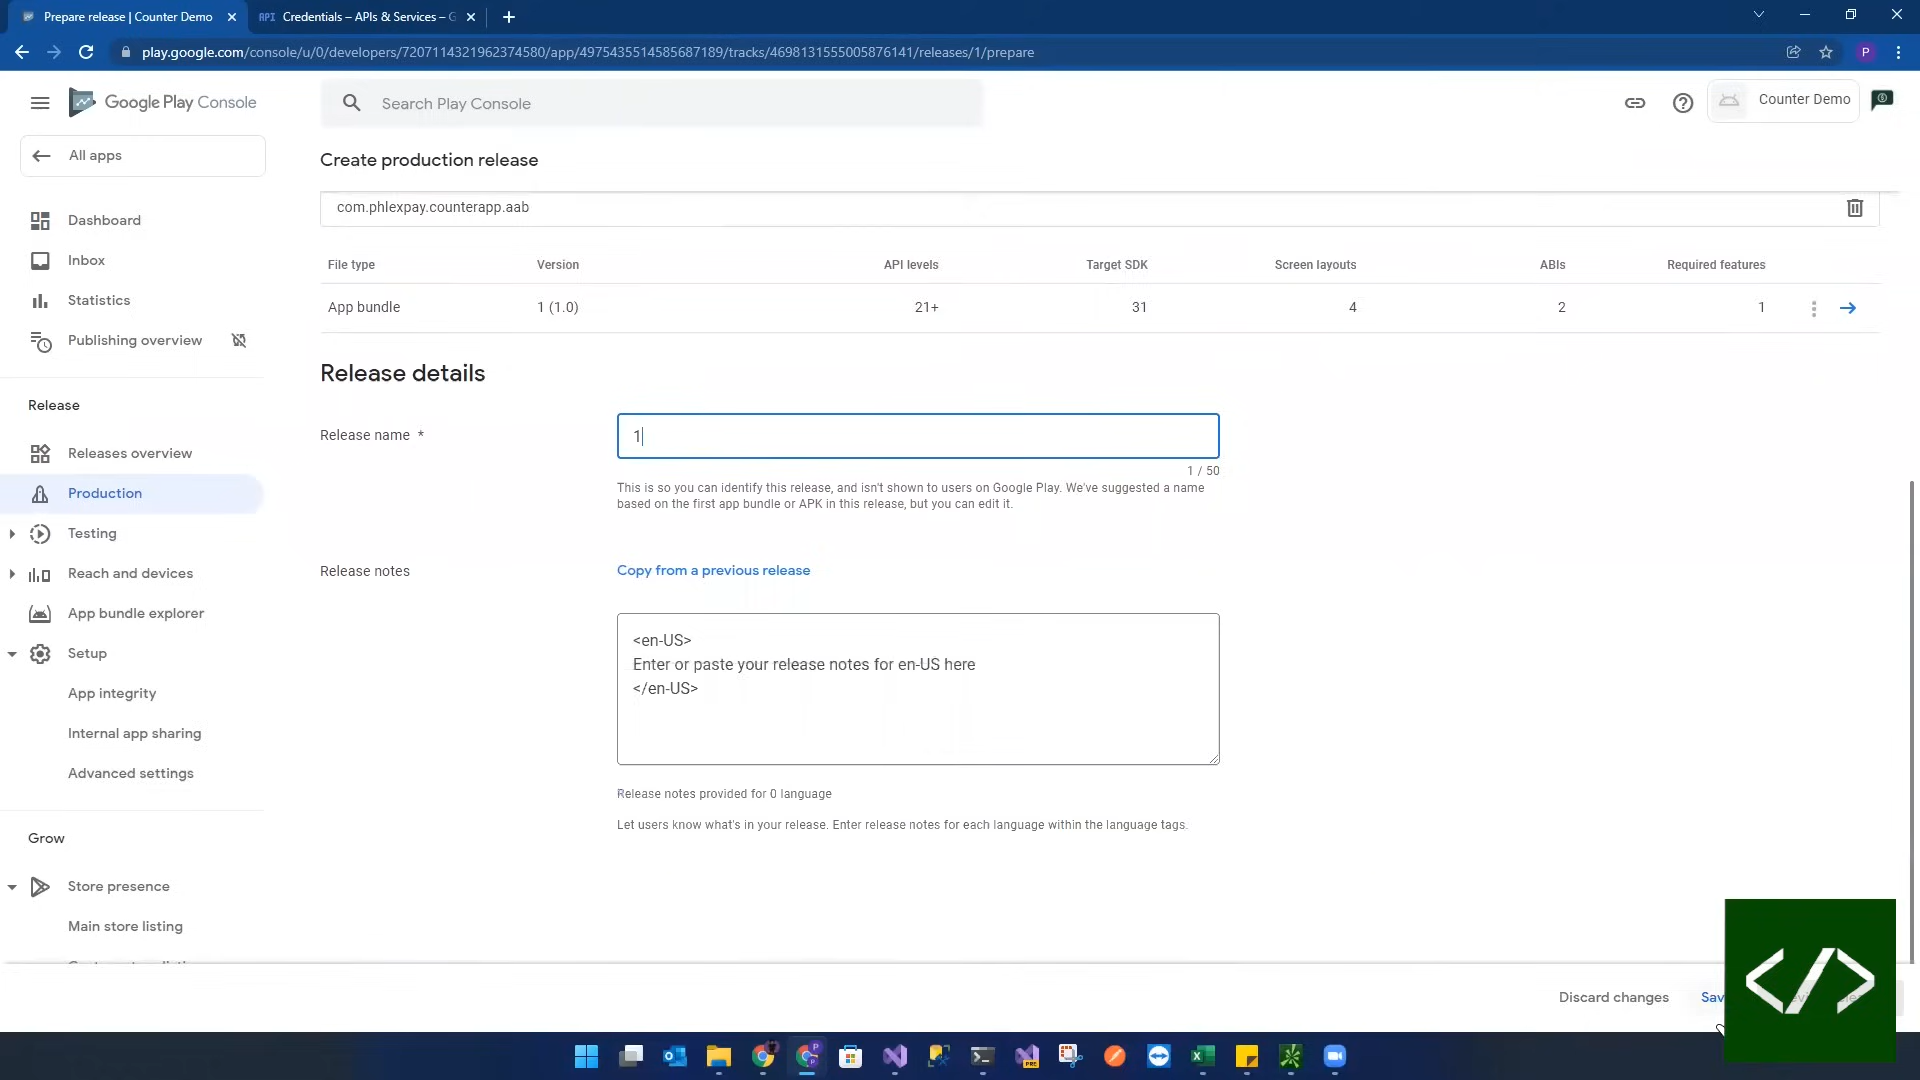 Prepare release | Counter Demo
API Credentials – APIs & Services – G
play.google.com/console/u/0/developers/7207114321962374580/app/4975435514585687189/tracks/4698131555005876141/releases/1/prepare
P
Google Play Console
Search Play Console
Counter Demo
All apps
Create production release
com.phlexpay.counterapp.aab
Dashboard
Inbox
Statistics
Publishing overview
File type Version API levels Target SDK Screen layouts ABIs Required features
App bundle 1 (1.0) 21+ 31 4 2 1
Release details
Release
Release name *
1
1 / 50
This is so you can identify this release, and isn't shown to users on Google Play. We've suggested a name
based on the first app bundle or APK in this release, but you can edit it.
Releases overview
Production
Testing
Reach and devices
App bundle explorer
Setup
App integrity
Internal app sharing
Advanced settings
Release notes
Copy from a previous release
<en-US>
Enter or paste your release notes for en-US here
</en-US>
Release notes provided for 0 language
Let users know what's in your release. Enter release notes for each language within the language tags.
Grow
Store presence
Main store listing
Discard changes
Sav
</>